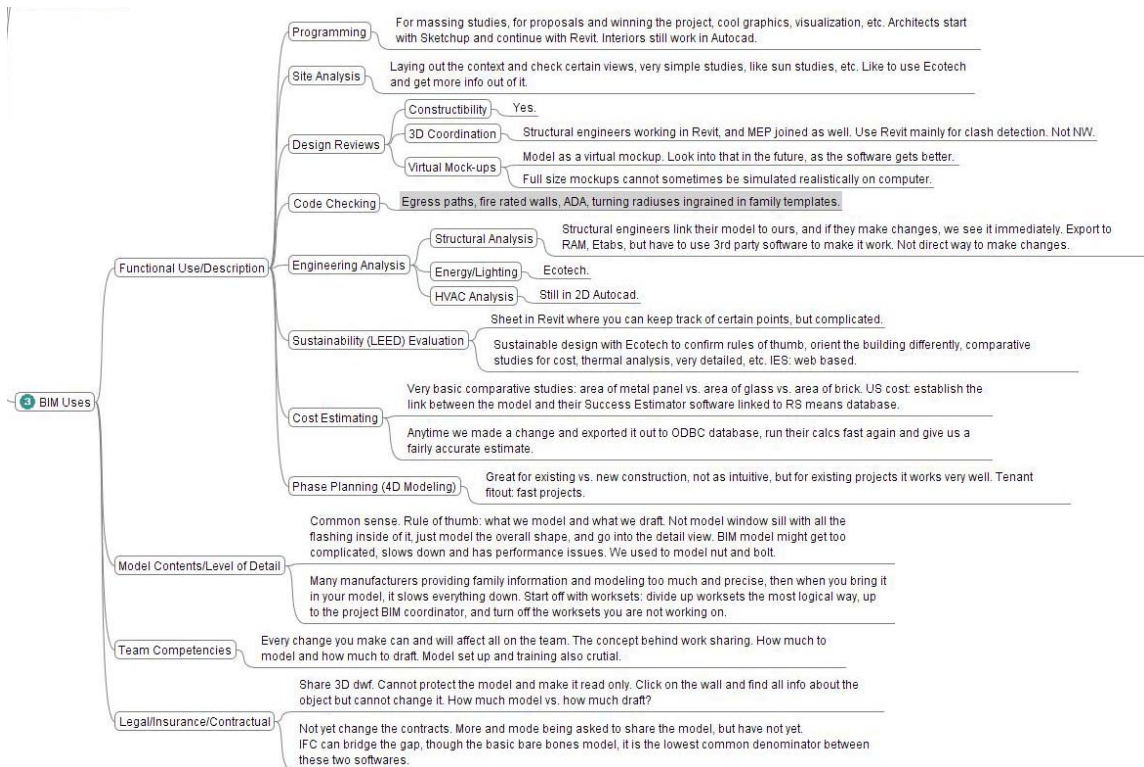 Programming
For massing studies, for proposals and winning the project, cool graphics, visualization, etc. Architects start
with Sketchup and continue with Revit. Interiors still work in Autocad.
Site Analysis
Laying out the context and check certain views, very simple studies, like sun studies, etc. Like to use Ecotech
and get more info out of it.
Design Reviews
Constructibility
Yes.
3D Coordination
Structural engineers working in Revit, and MEP joined as well. Use Revit mainly for clash detection. Not NW.
Virtual Mock-ups
Model as a virtual mockup. Look into that in the future, as the software gets better.
Full size mockups cannot sometimes be simulated realistically on computer.
Code Checking
Egress paths, fire rated walls, ADA, turning radiuses ingrained in family templates.
Functional Use/Description
Engineering Analysis
Structural Analysis
Structural engineers link their model to ours, and if they make changes, we see it immediately. Export to
RAM, Etabs, but have to use 3rd party software to make it work. Not direct way to make changes.
Energy/Lighting
Ecotech.
HVAC Analysis
Still in 2D Autocad.
Sustainability (LEED) Evaluation
Sheet in Revit where you can keep track of certain points, but complicated.
Sustainable design with Ecotech to confirm rules of thumb, orient the building differently, comparative
studies for cost, thermal analysis, very detailed, etc. IES: web based.
3 BIM Uses
Cost Estimating
Very basic comparative studies: area of metal panel vs. area of glass vs. area of brick. US cost: establish the
link between the model and their Success Estimator software linked to RS means database.
Anytime we made a change and exported it out to ODBC database, run their calcs fast again and give us a
fairly accurate estimate.
Phase Planning (4D Modeling)
Great for existing vs. new construction, not as intuitive, but for existing projects it works very well. Tenant
fitout: fast projects.
Model Contents/Level of Detail
Common sense. Rule of thumb: what we model and what we draft. Not model window sill with all the
flashing inside of it, just model the overall shape, and go into the detail view. BIM model might get too
complicated, slows down and has performance issues. We used to model nut and bolt.
Many manufacturers providing family information and modeling too much and precise, then when you bring it
in your model, it slows everything down. Start off with worksets: divide up worksets the most logical way, up
to the project BIM coordinator, and turn off the worksets you are not working on.
Team Competencies
Every change you make can and will affect all on the team. The concept behind work sharing. How much to
model and how much to draft. Model set up and training also crutial.
Legal/Insurance/Contractual
Share 3D dwf. Cannot protect the model and make it read only. Click on the wall and find all info about the
object but cannot change it. How much model vs. how much draft?
Not yet change the contracts. More and mode being asked to share the model, but have not yet.
IFC can bridge the gap, though the basic bare bones model, it is the lowest common denominator between
these two softwares.